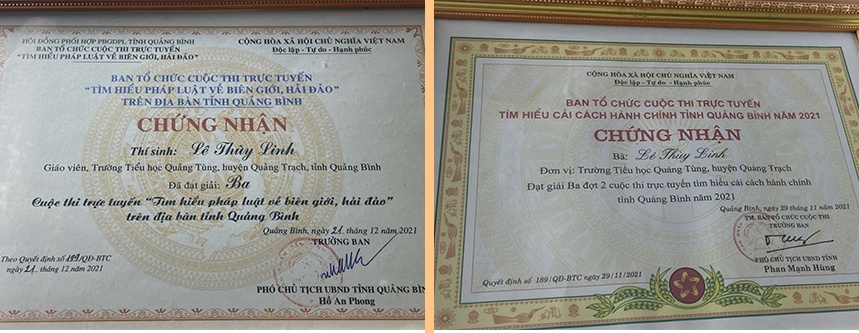 HỘI ĐỒNG PHỐI HỢP PBGDPL TỈNH QUẢNG BÌNH
BAN TỔ CHỨC CUỘC THI TRỰC TUYẾN
"TÌM HIỂU PHÁP LUẬT VỀ BIÊN GIỚI, HẢI ĐẢO"
CỘNG HÒA XÃ HỘI CHỦ NGHĨA VIỆT NAM
Độc lập - Tự do - Hạnh phúc
BAN TỔ CHỨC CUỘC THI TRỰC TUYẾN
"TÌM HIỂU PHÁP LUẬT VỀ BIÊN GIỚI, HẢI ĐẢO"
TRÊN ĐỊA BÀN TỈNH QUẢNG BÌNH
CHỨNG NHẬN
Thí sinh: Lê Thùy Linh
Giáo viên, Trường Tiểu học Quảng Tùng, huyện Quảng Trạch, tỉnh Quảng Bình
Đã đạt giải: Ba
Cuộc thi trực tuyến "Tìm hiểu pháp luật về biên giới, hải đảo"
trên địa bàn tỉnh Quảng Bình
Quảng Bình, ngày 21 tháng 12 năm 2021
TRƯỞNG BAN
Theo Quyết định số /QĐ-BTC
ngày 21 tháng 12 năm 2021
PHÓ CHỦ TỊCH UBND TỈNH QUẢNG BÌNH
Hồ An Phong
CỘNG HÒA XÃ HỘI CHỦ NGHĨA VIỆT NAM
Độc lập - Tự do - Hạnh phúc
BAN TỔ CHỨC CUỘC THI TRỰC TUYẾN
TÌM HIỂU CẢI CÁCH HÀNH CHÍNH TỈNH QUẢNG BÌNH NĂM 2021
CHỨNG NHẬN
Bà: Lê Thùy Linh
Đơn vị: Trường Tiểu học Quảng Tùng, huyện Quảng Trạch
Đạt giải Ba đợt 2 cuộc thi trực tuyến tìm hiểu cải cách hành chính
tỉnh Quảng Bình năm 2021
Quảng Bình, ngày 29 tháng 11 năm 2021
TM. BAN TỔ CHỨC CUỘC THI
TRƯỞNG BAN
PHÓ CHỦ TỊCH UBND TỈNH
Phan Mạnh Hùng
Quyết định số 189/QĐ-BTC ngày 29/11/2021